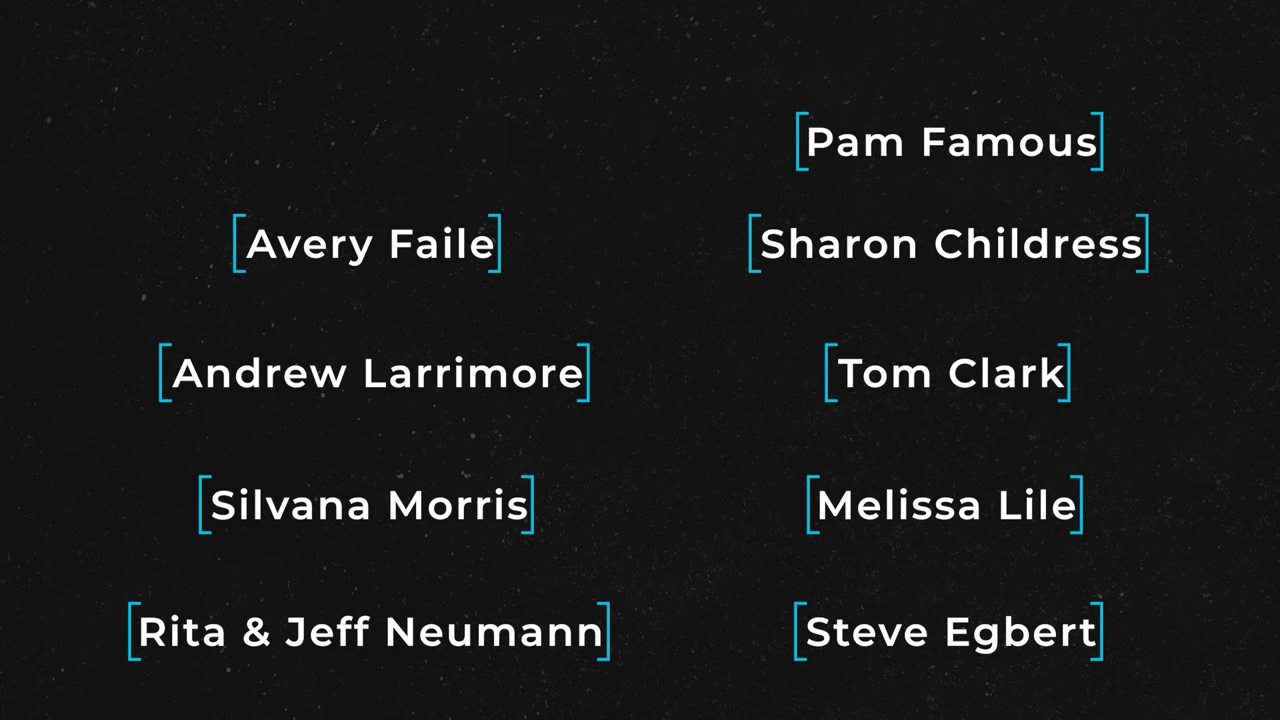 [Pam Famous]
[Avery Faile]
[Sharon Childress]
[Andrew Larrimore]
[Tom Clark]
[Silvana Morris]
[Melissa Lile]
[Rita & Jeff Neumann]
[Steve Egbert]